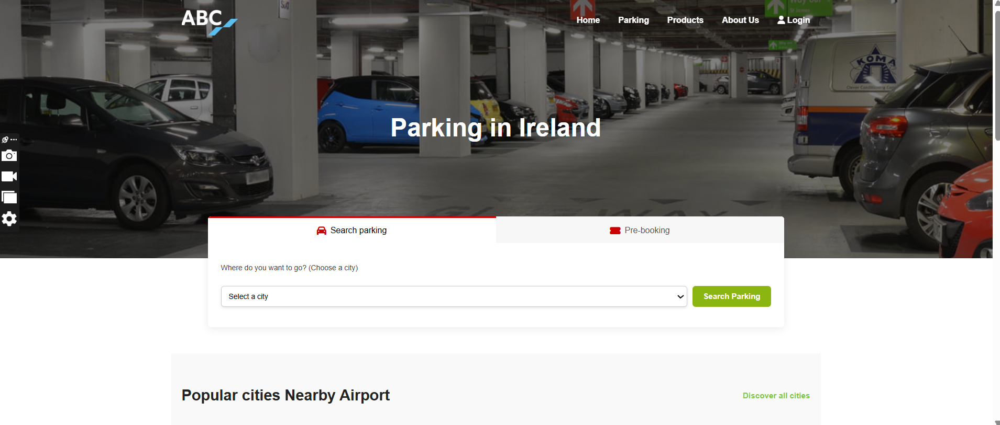 ABC
Home Parking Products About Us Login
KOMA
Parking in Ireland
Search parking
Pre-booking
Where do you want to go? (Choose a city)
Select a city
Search Parking
Popular cities Nearby Airport
Discover all cities